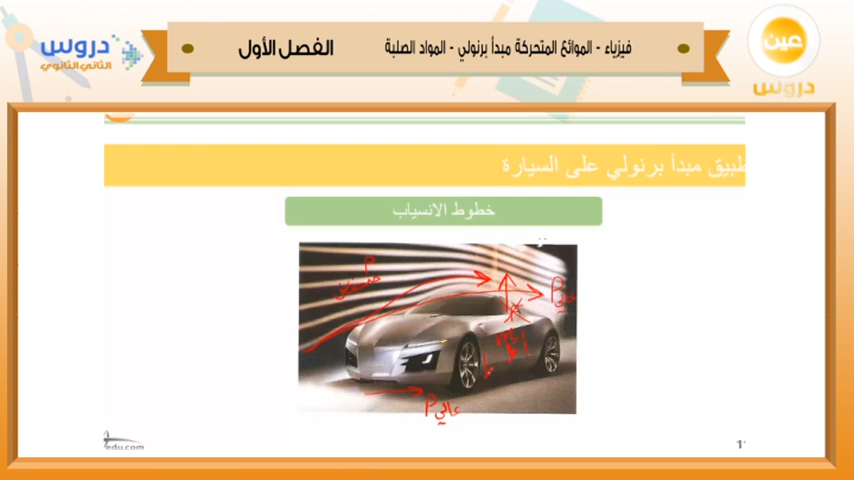 دروس
الثاني الثانوي
فيزياء - الموائع المتحركة مبدأ برنولي - المواد الصلبة
الفصل الأول
عين
دروس
طبيق مبدأ برنولي على السيارة
خطوط الانسياب
P
منخفض
P عالي
P عالي
edu.com